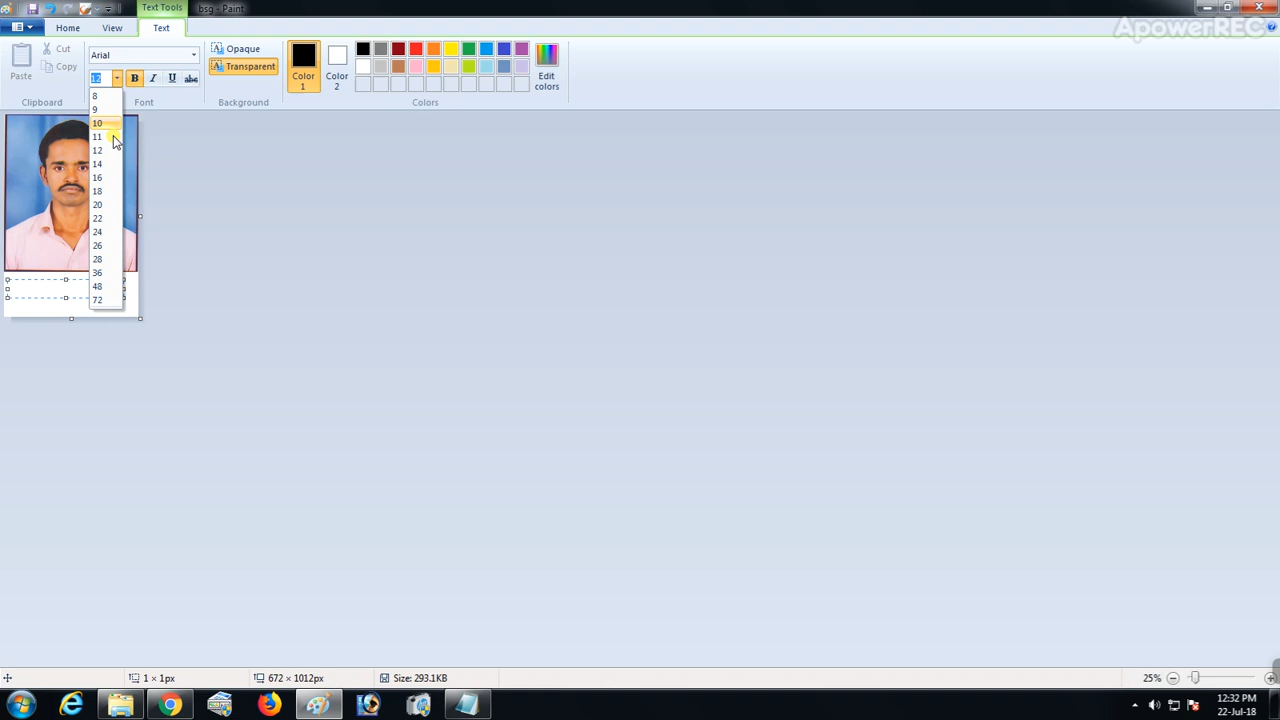 Text Tools
bsg - Paint
ApowerREC
Home
View
Text
Paste
Cut
Copy
Clipboard
Arial
12
B
I
U
abc
Font
Opaque
Transparent
Background
Color
1
Color
2
Edit
colors
Colors
8
9
10
11
12
14
16
18
20
22
24
26
28
36
48
72
1 × 1px
672 × 1012px
Size: 293.1KB
25%
12:32 PM
22-Jul-18